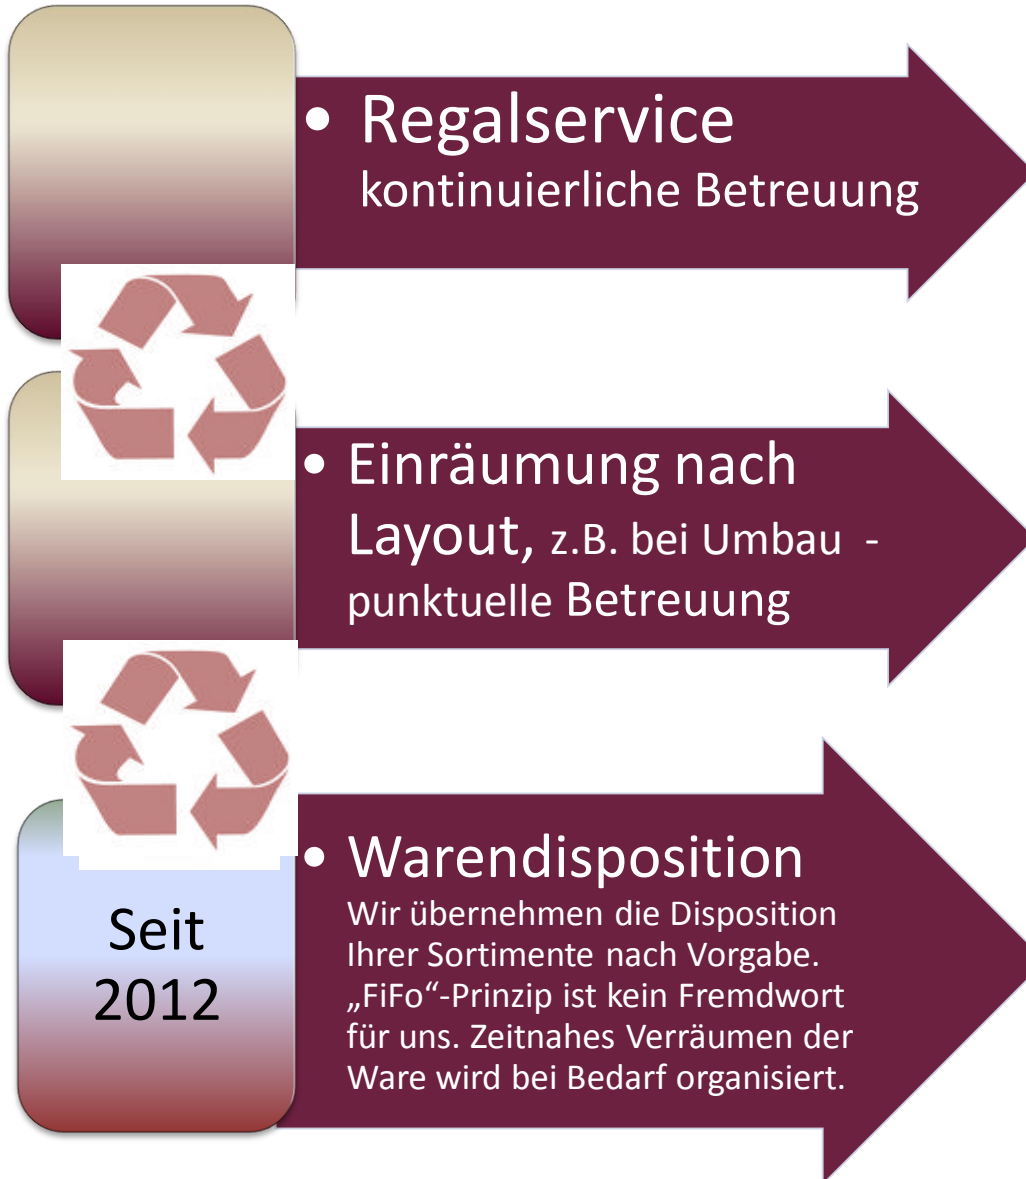 • Regalservice
kontinuierliche Betreuung
• Einräumung nach
Layout, z.B. bei Umbau -
punktuelle Betreuung
Seit
2012
• Warendisposition
Wir übernehmen die Disposition
Ihrer Sortimente nach Vorgabe.
„FiFo“-Prinzip ist kein Fremdwort
für uns. Zeitnahes Verräumen der
Ware wird bei Bedarf organisiert.